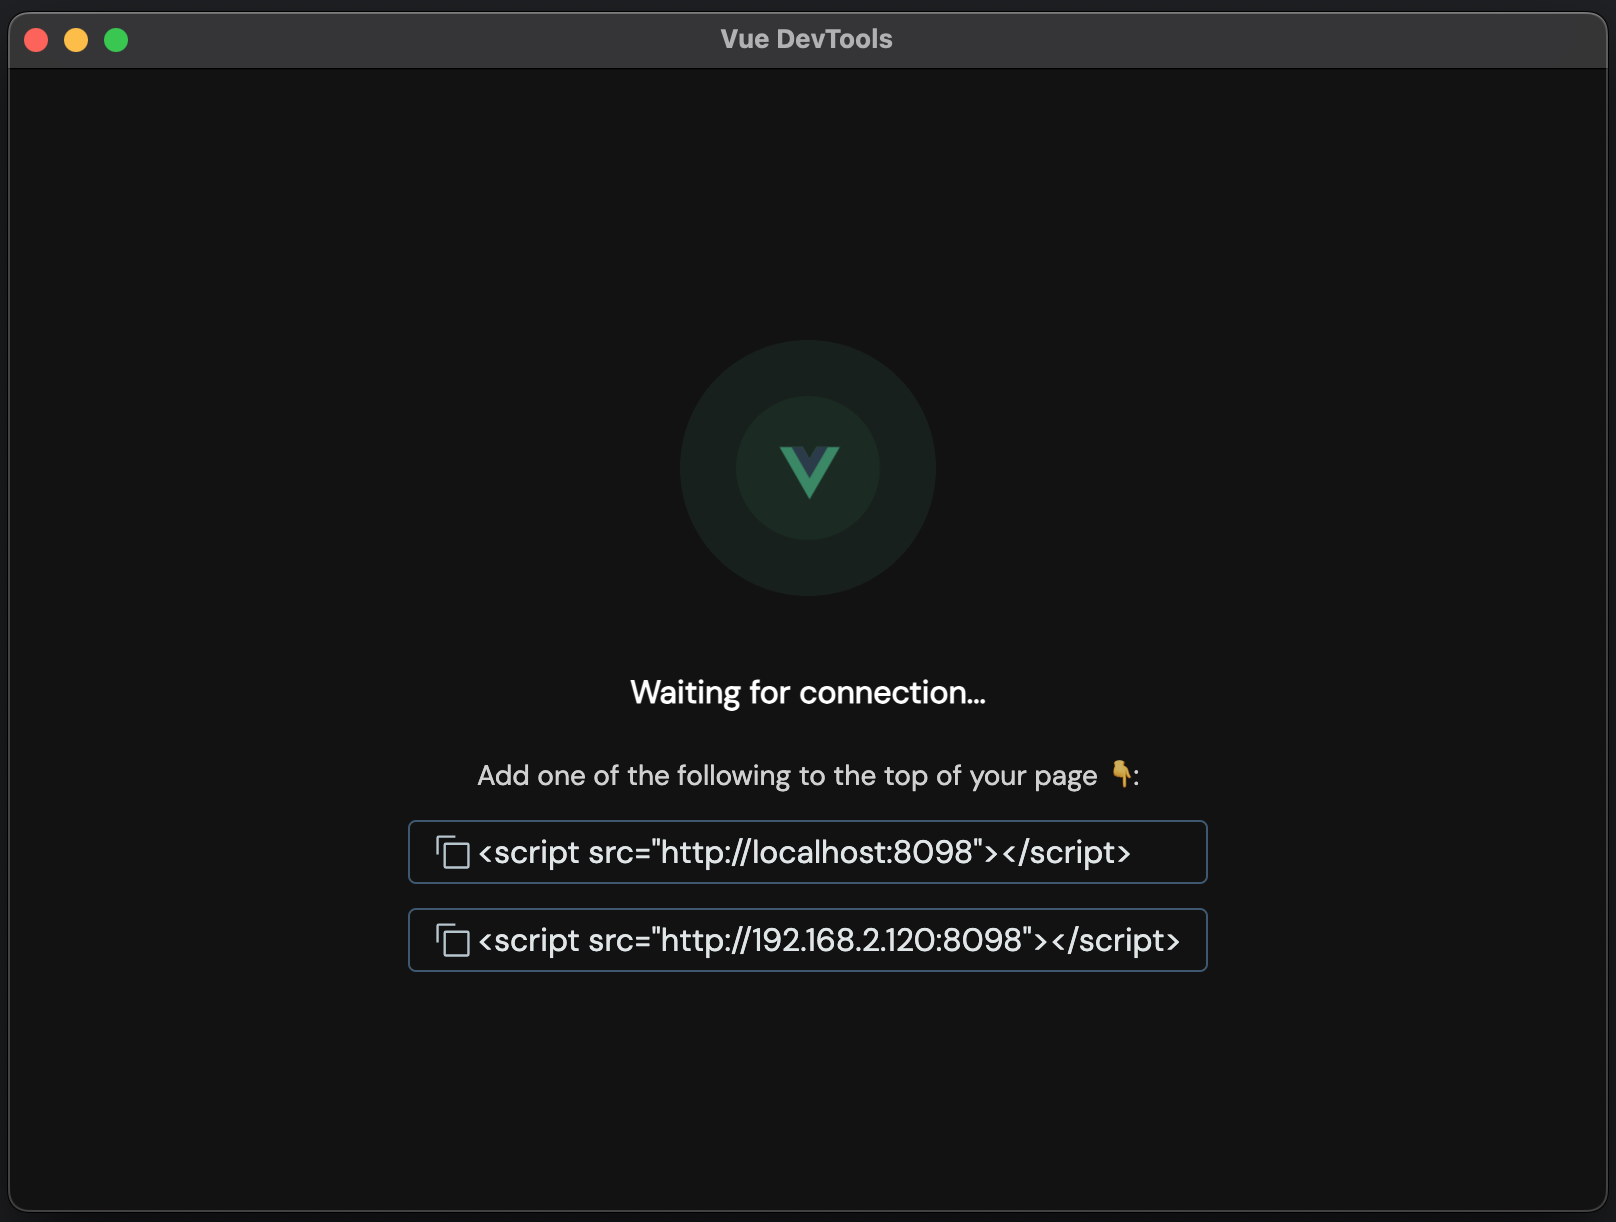 Vue DevTools
Waiting for connection...
Add one of the following to the top of your page 👇:
<script src="http://localhost:8098"></script>
<script src="http://192.168.2.120:8098"></script>